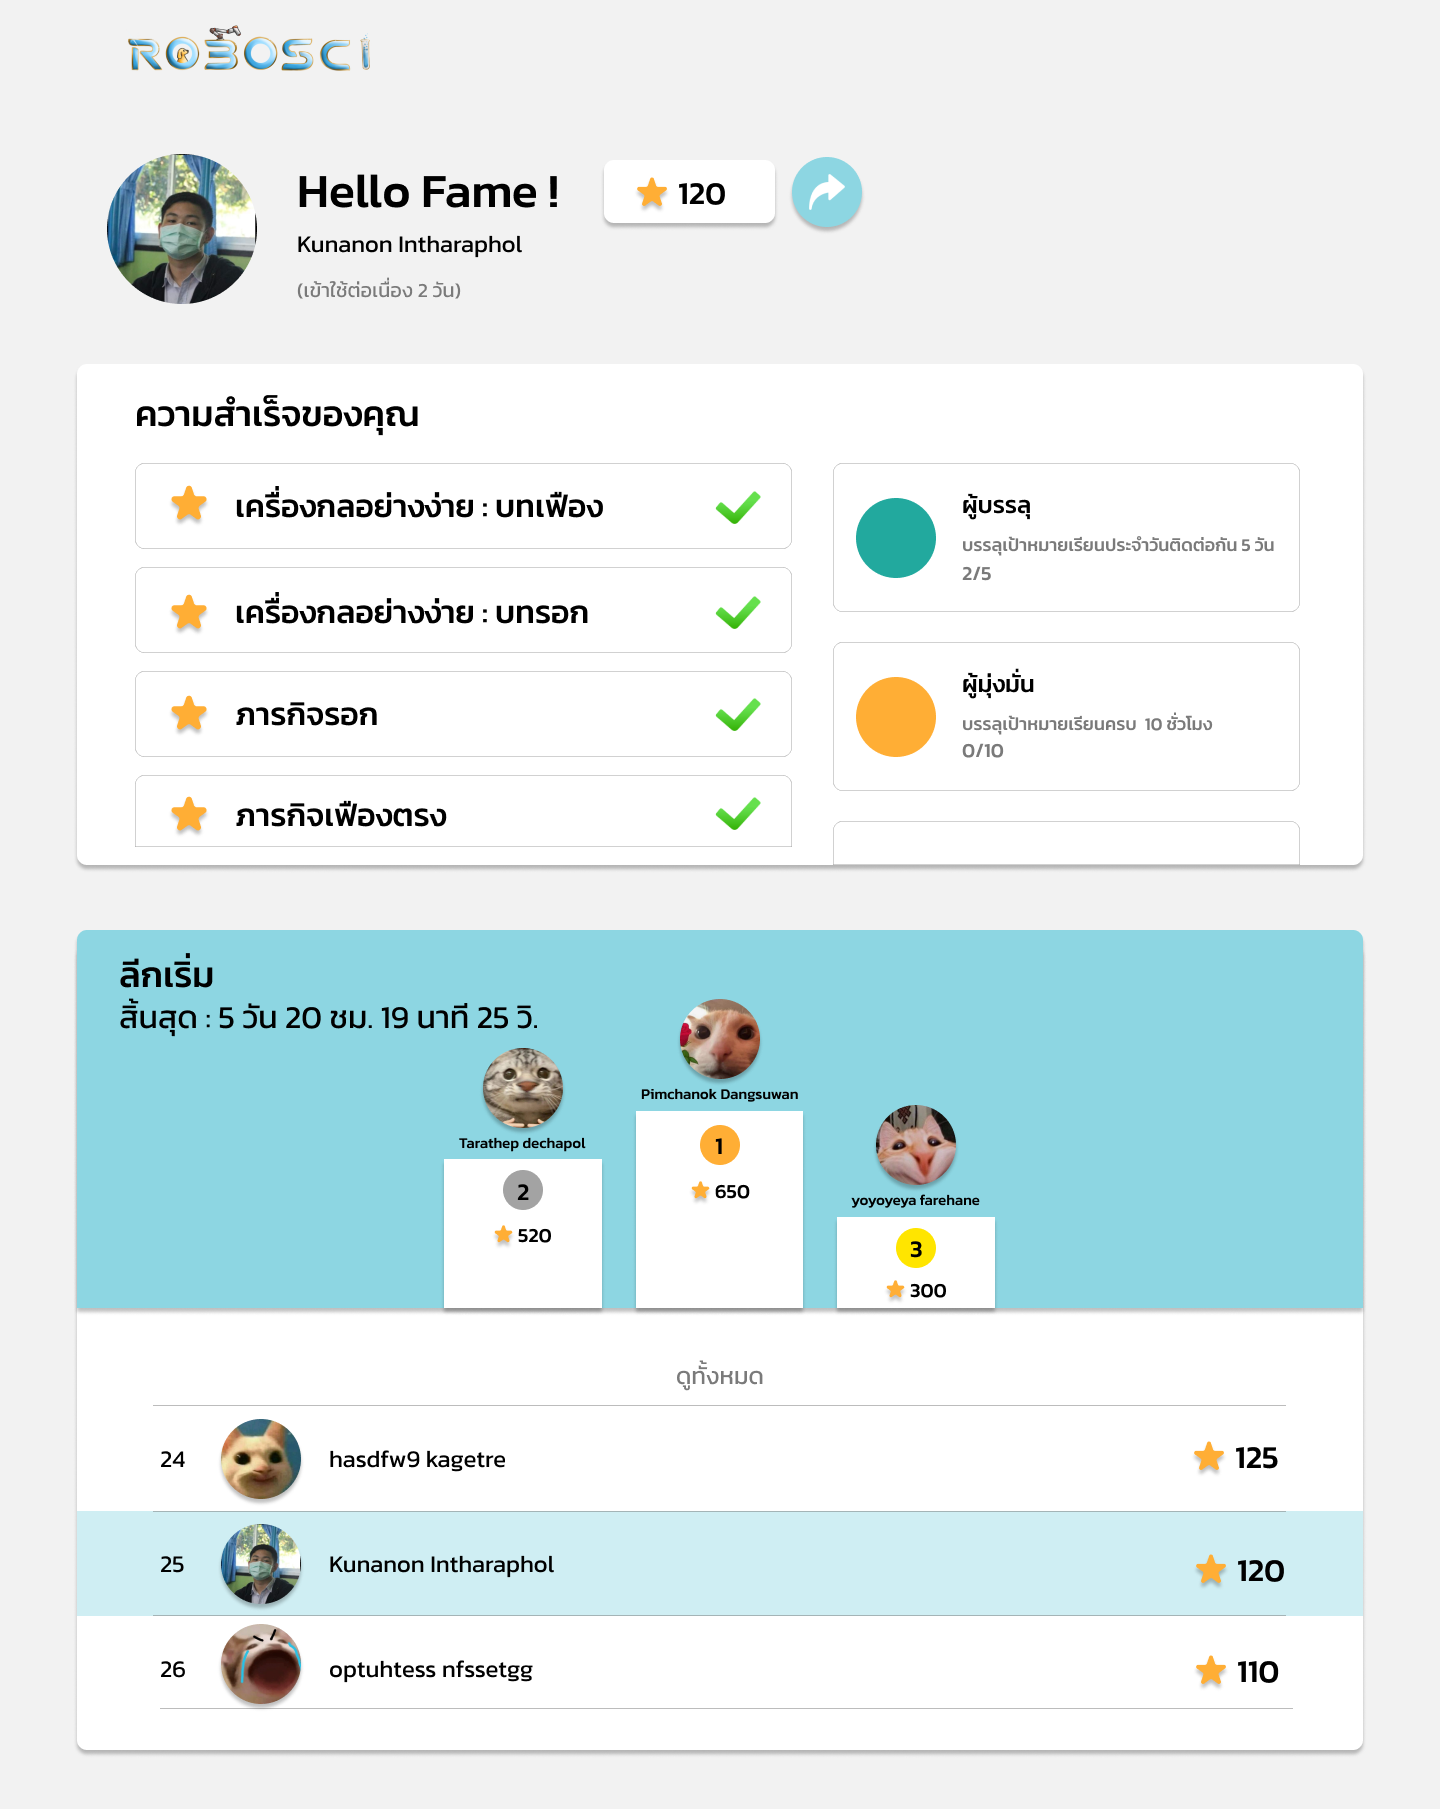 ROBOSCI
Hello Fame !
120
Kunanon Intharaphol
(เข้าใช้ต่อเนื่อง 2 วัน)
ความสำเร็จของคุณ
เครื่องกลอย่างง่าย : บทเฟือง
เครื่องกลอย่างง่าย : บทรอก
ภารกิจรอก
ภารกิจเฟืองตรง
ผู้บรรลุ
บรรลุเป้าหมายเรียนประจำวันติดต่อกัน 5 วัน
2/5
ผู้มุ่งมั่น
บรรลุเป้าหมายเรียนครบ 10 ชั่วโมง
0/10
ลีกเริ่ม
สิ้นสุด : 5 วัน 20 ชม. 19 นาที 25 วิ.
Tarathep dechapol
2
520
Pimchanok Dangsuwan
1
650
yoyoyeya farehane
3
300
ดูทั้งหมด
24 hasdfw9 kagetre 125
25 Kunanon Intharaphol 120
26 optuhtess nfssetgg 110